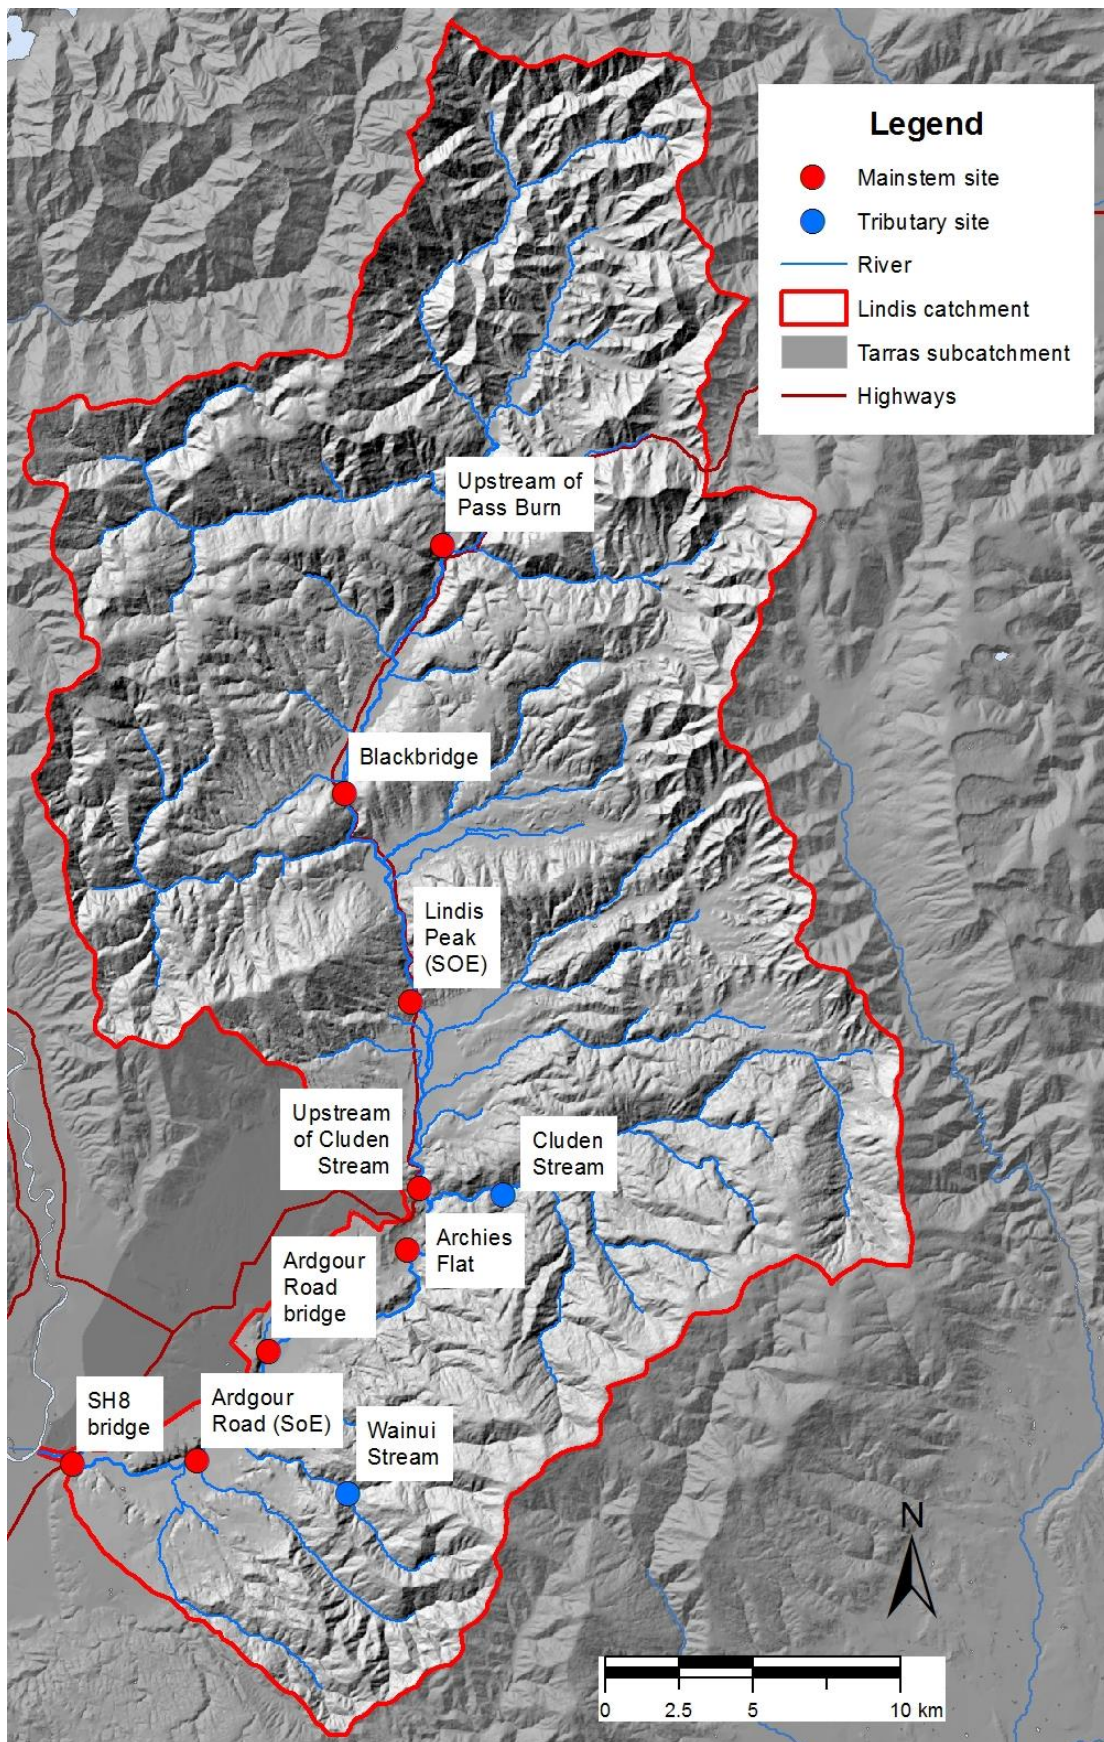 Legend
Mainstem site
Tributary site
River
Lindis catchment
Tarras subcatchment
Highways
Upstream of
Pass Burn
Blackbridge
Lindis
Peak
(SOE)
Upstream
of Cluden
Stream
Cluden
Stream
Archies
Flat
Ardgour
Road
bridge
SH8
bridge
Ardgour
Road (SoE)
Wainui
Stream
N
0 2.5 5 10 km